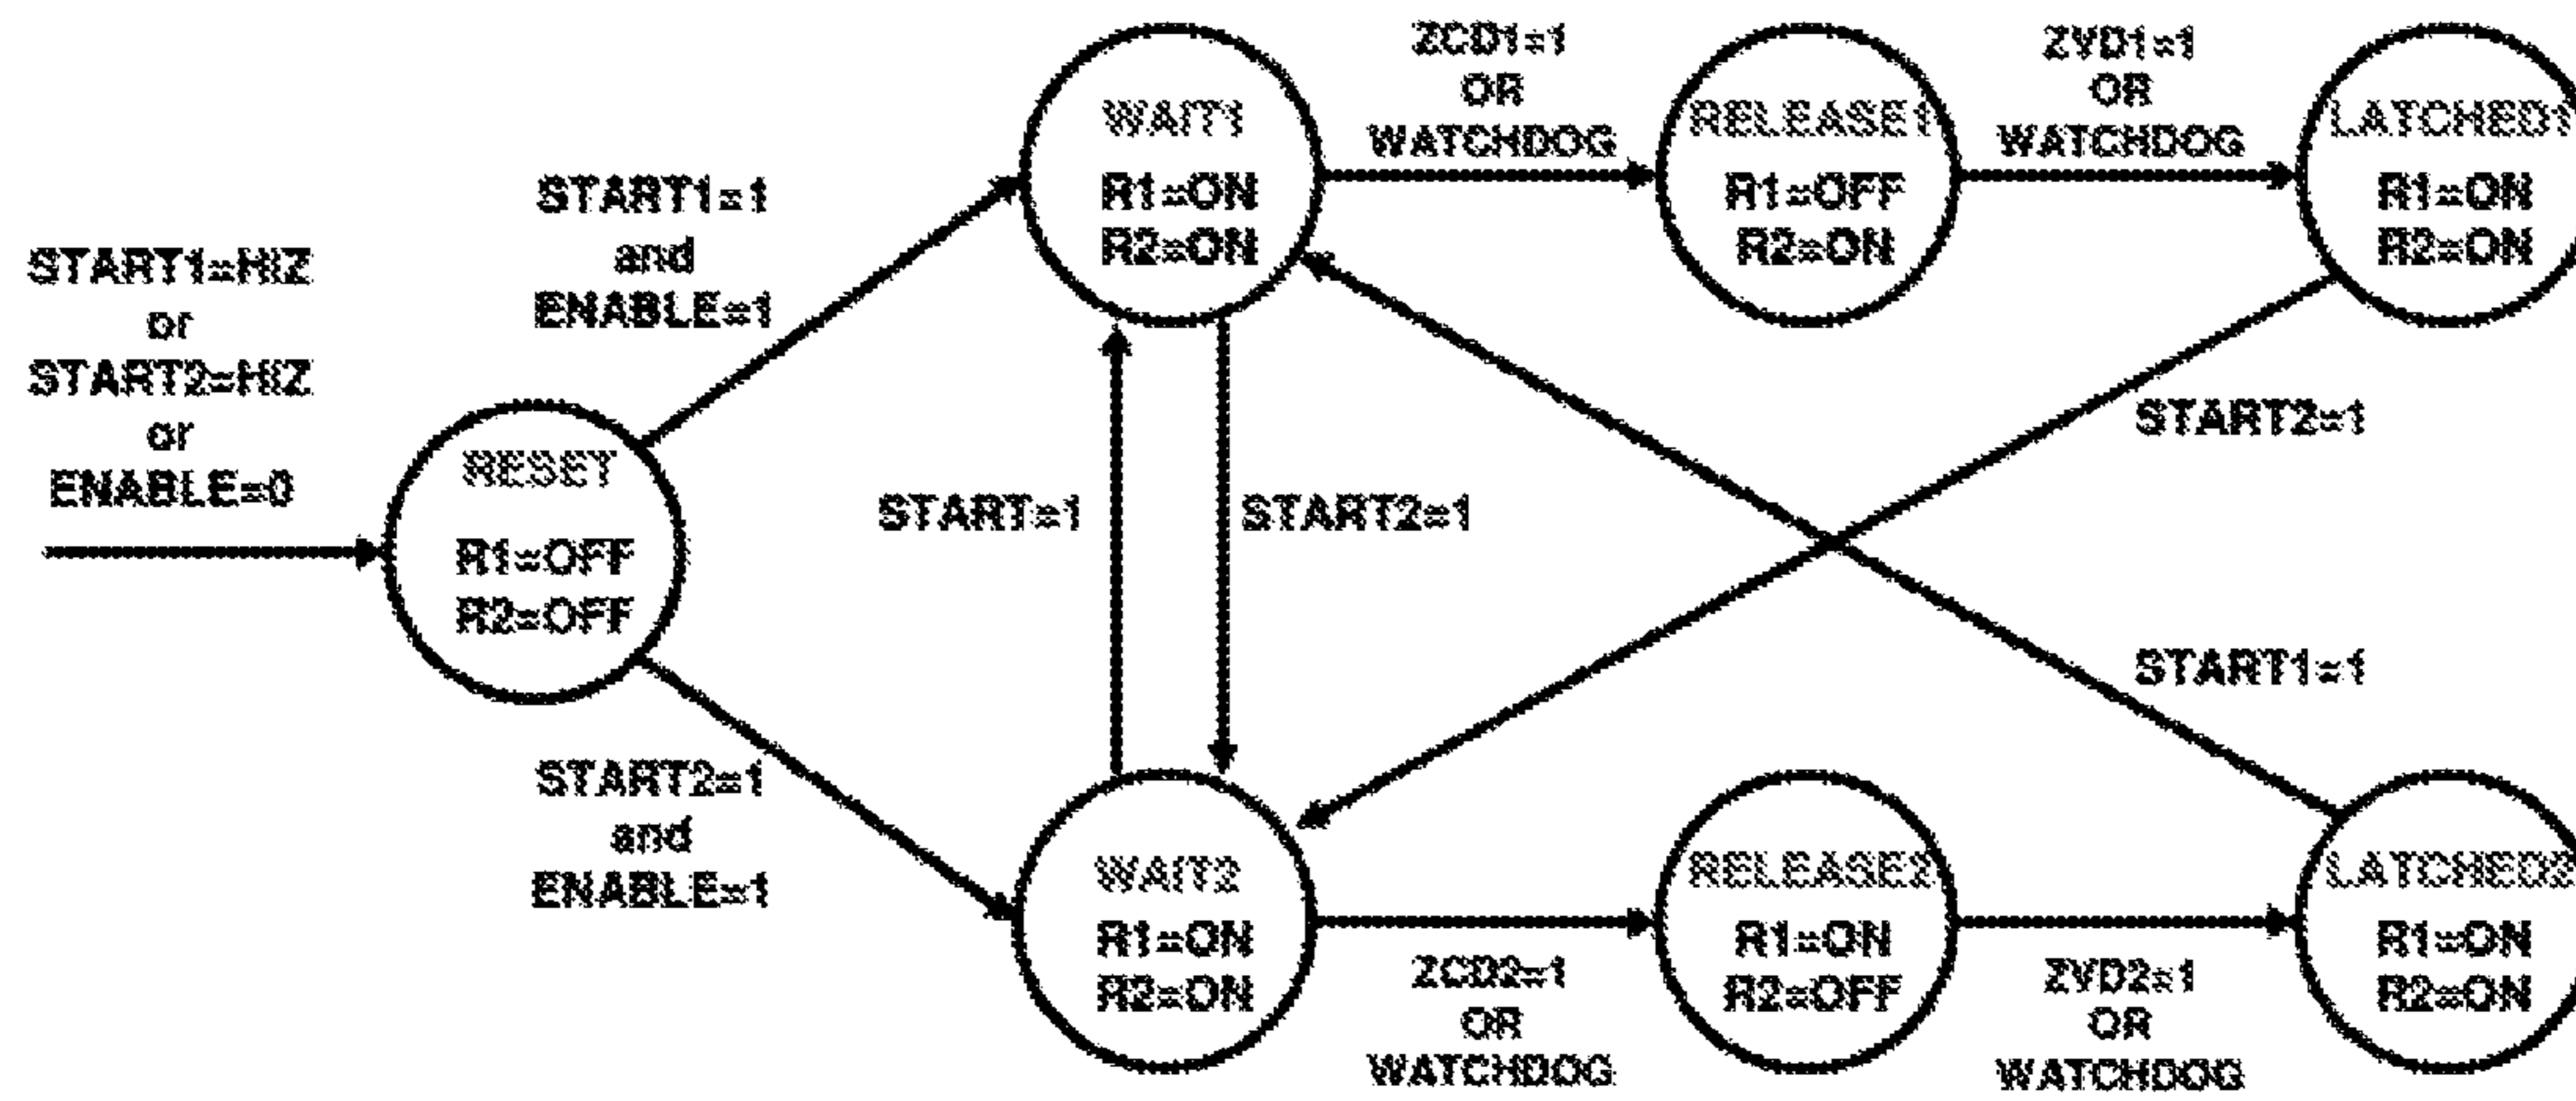 START1=HIZ
or
START2=HIZ
or
ENABLE=0
RESET
R1=OFF
R2=OFF
START1=1
and
ENABLE=1
START2=1
and
ENABLE=1
WAIT1
R1=ON
R2=ON
START=1
START2=1
WAIT2
R1=ON
R2=ON
ZCD1=1
OR
WATCHDOG
RELEASE1
R1=OFF
R2=ON
ZVD1=1
OR
WATCHDOG
LATCHED1
R1=ON
R2=ON
START2=1
START1=1
ZCD2=1
OR
WATCHDOG
RELEASE2
R1=ON
R2=OFF
ZVD2=1
OR
WATCHDOG
LATCHED2
R1=ON
R2=ON